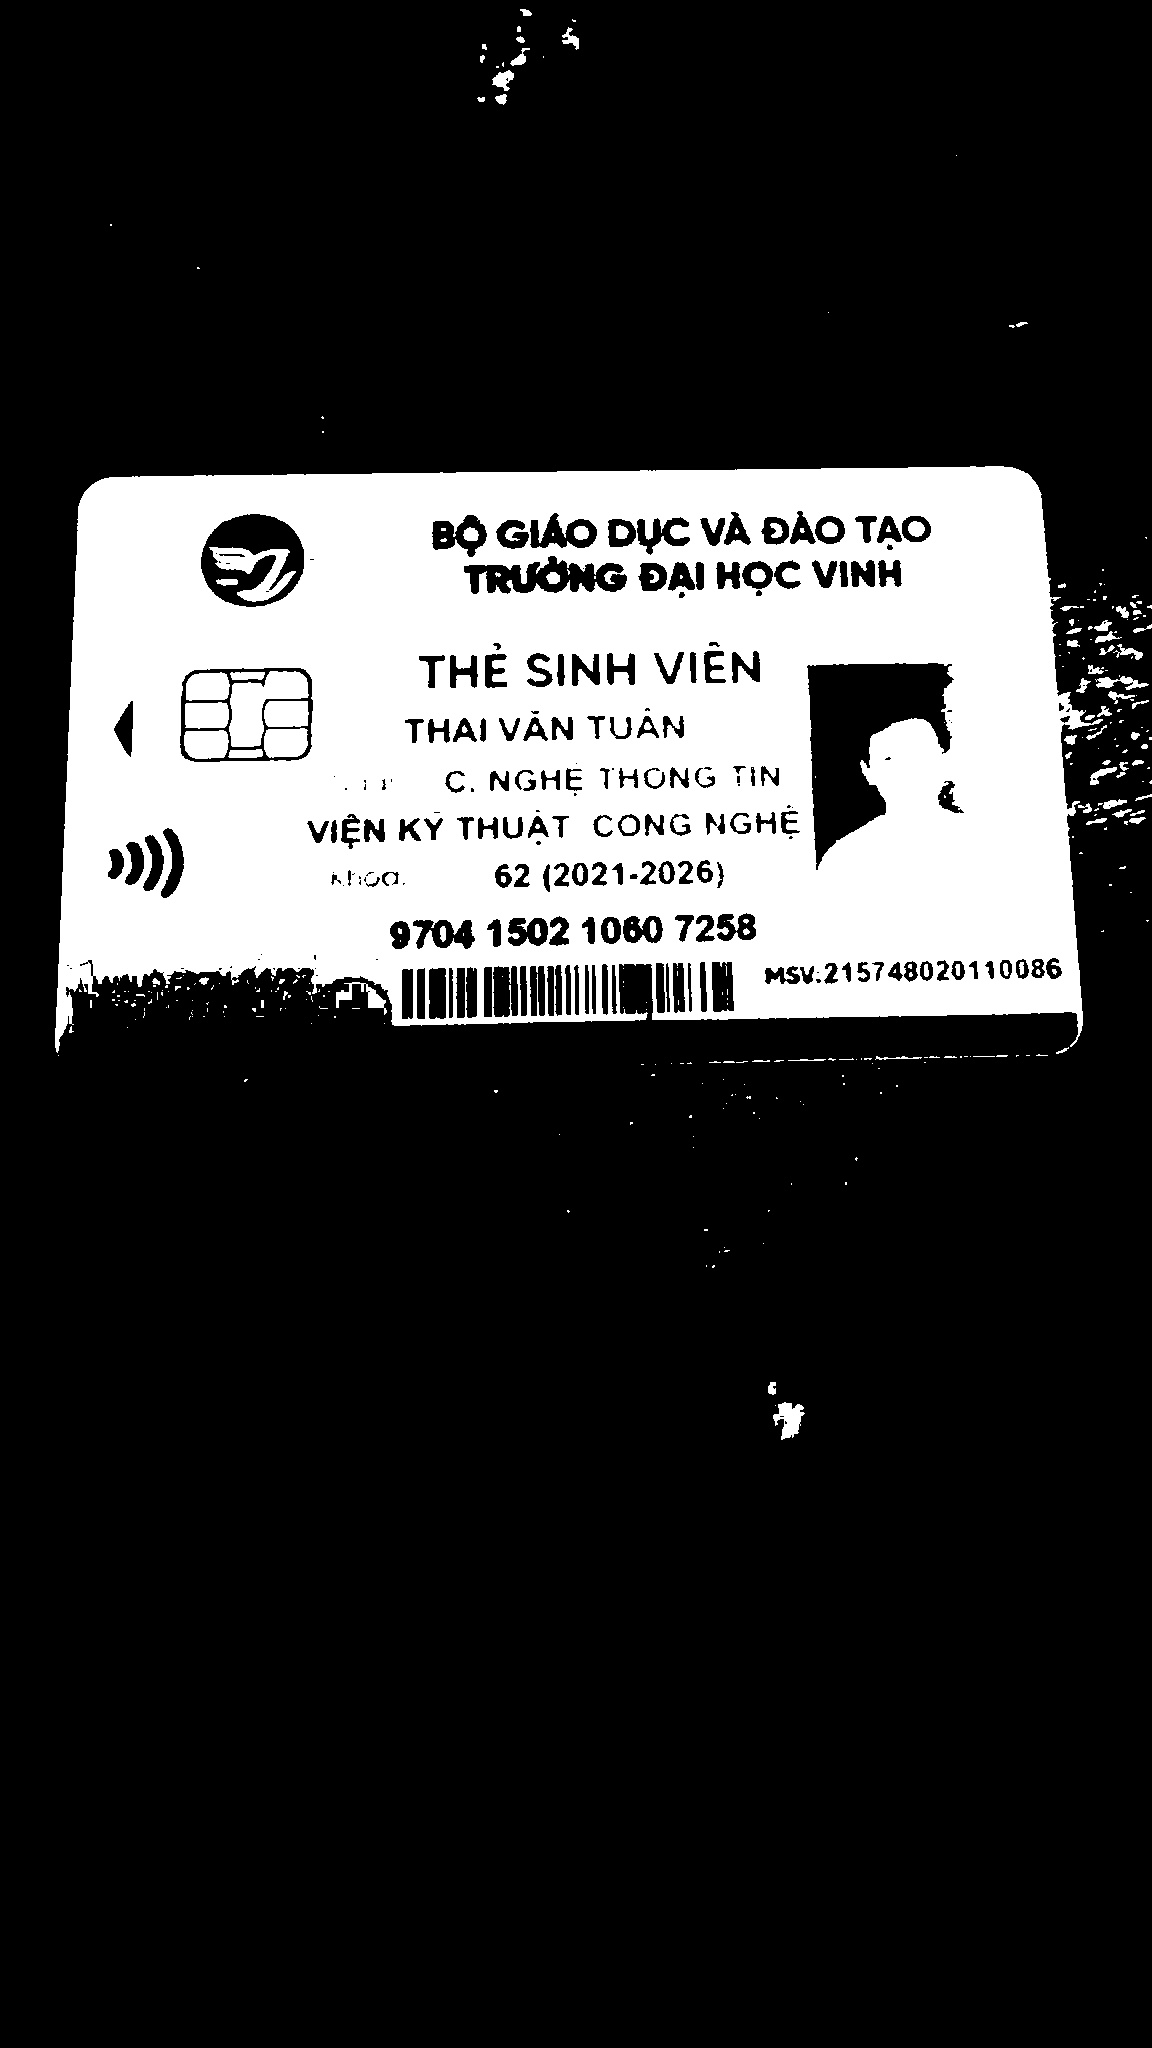 BỘ GIÁO DỤC VÀ ĐÀO TẠO
TRƯỜNG ĐẠI HỌC VINH
THẺ SINH VIÊN
THAI VĂN TUÂN
C. NGHỆ THONG TIN
VIỆN KỸ THUẬT CONG NGHỆ
Khoa: 62 (2021-2026)
9704 1502 1060 7258
MSV:215748020110086